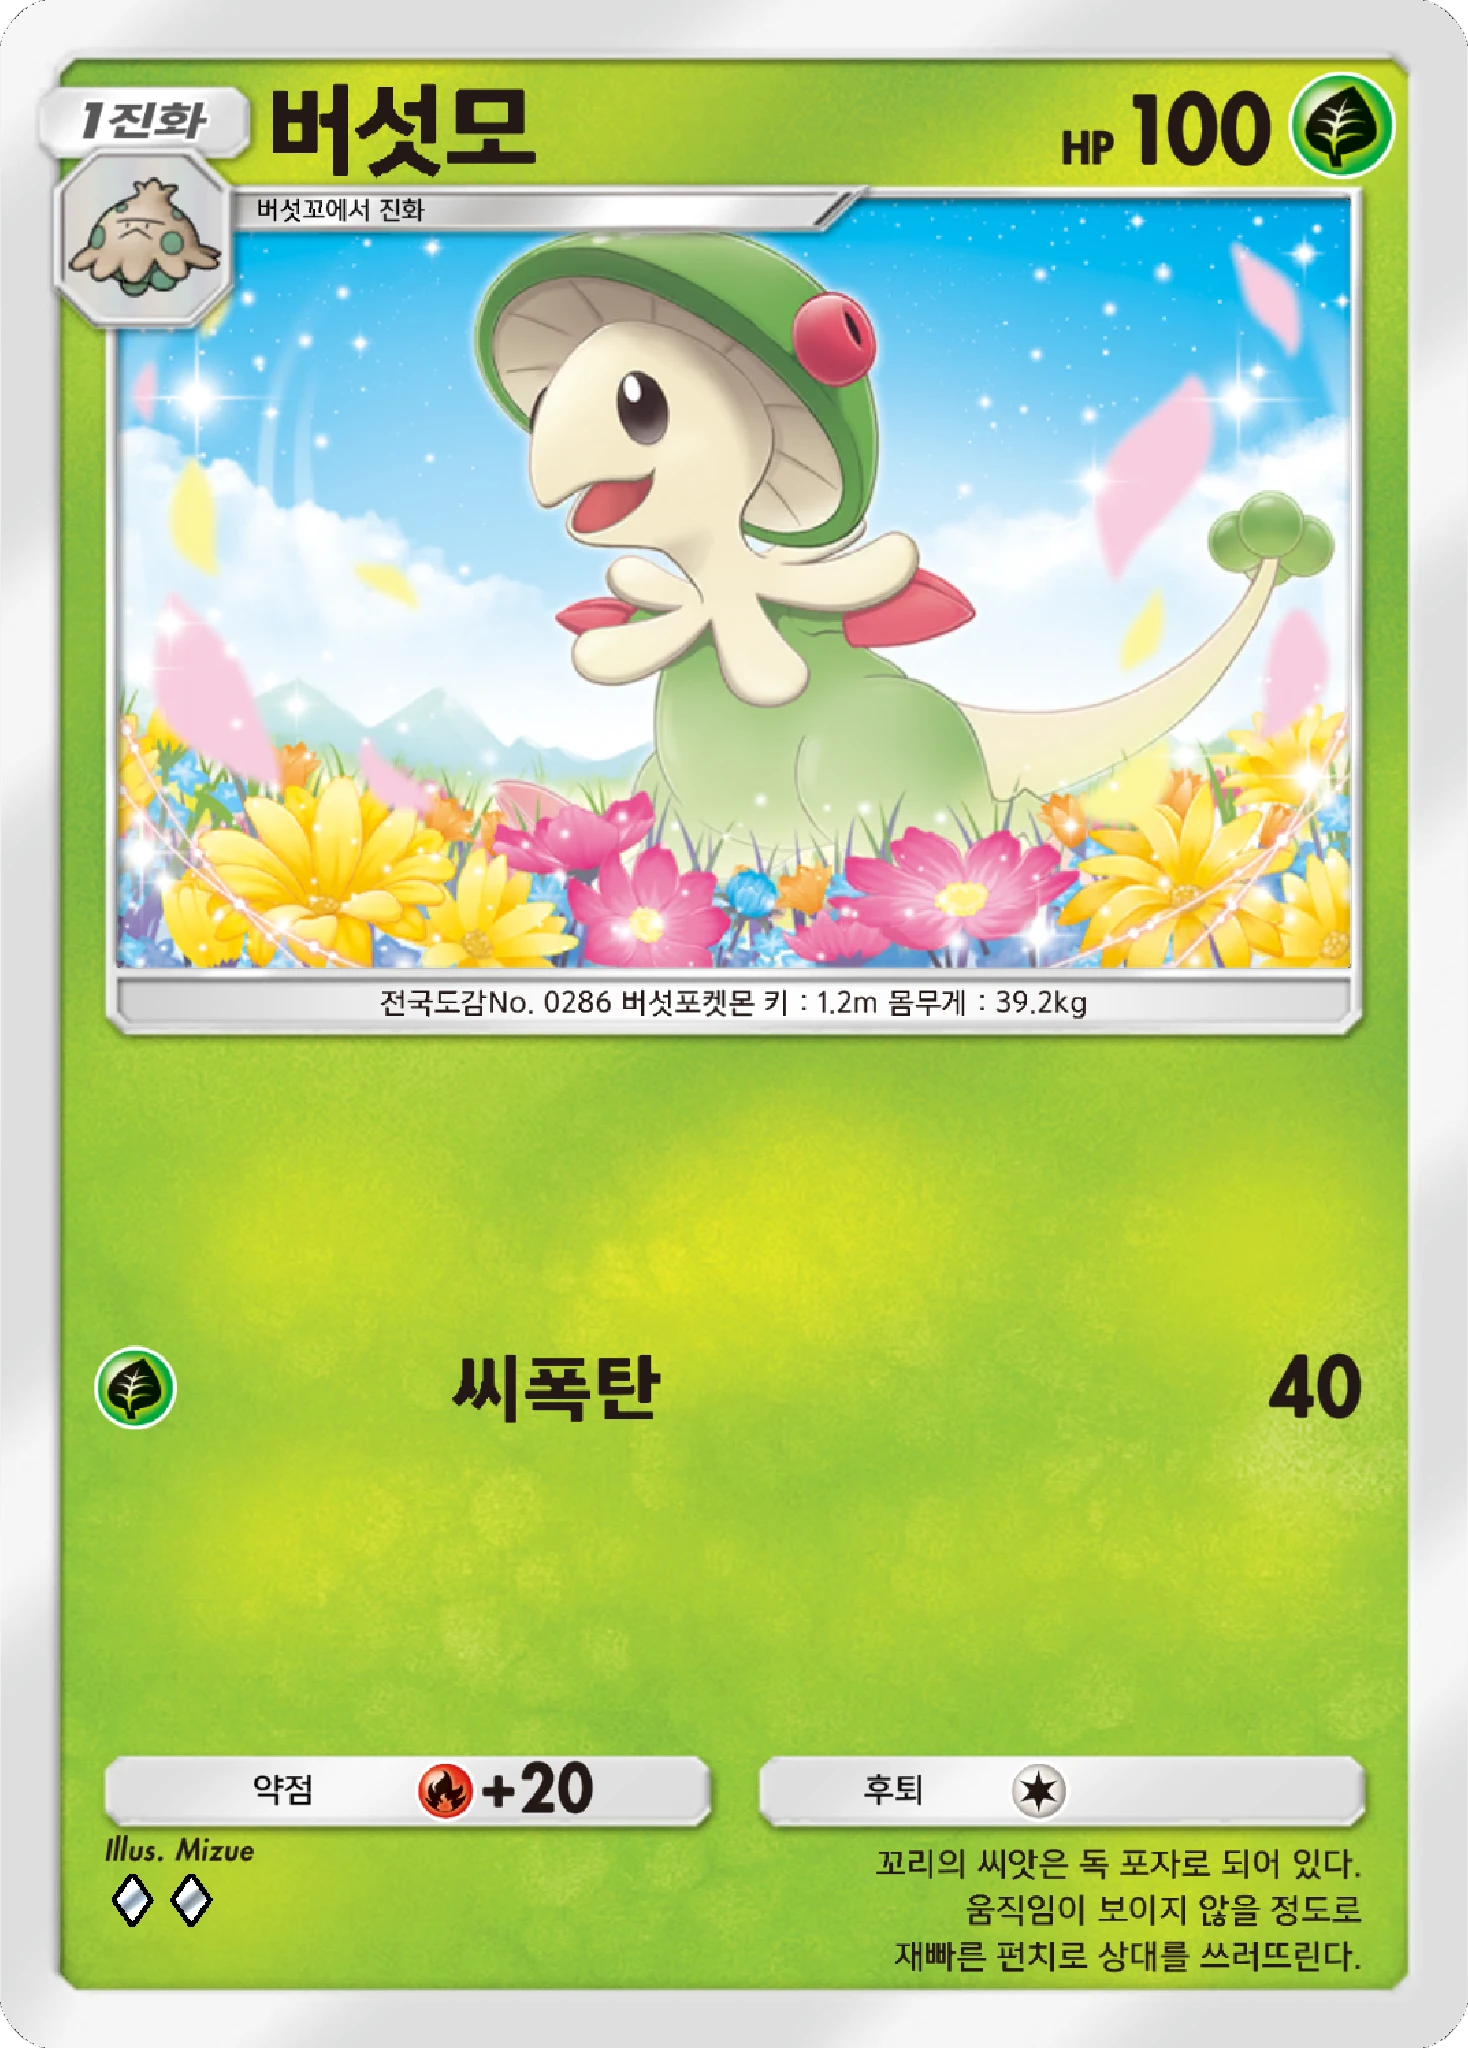 1진화
버섯모
HP 100
버섯꼬에서 진화
전국도감No. 0286 버섯포켓몬 키 : 1.2m 몸무게 : 39.2kg
씨폭탄 40
약점 +20
후퇴
Illus. Mizue
꼬리의 씨앗은 독 포자로 되어 있다.
움직임이 보이지 않을 정도로
재빠른 펀치로 상대를 쓰러뜨린다.